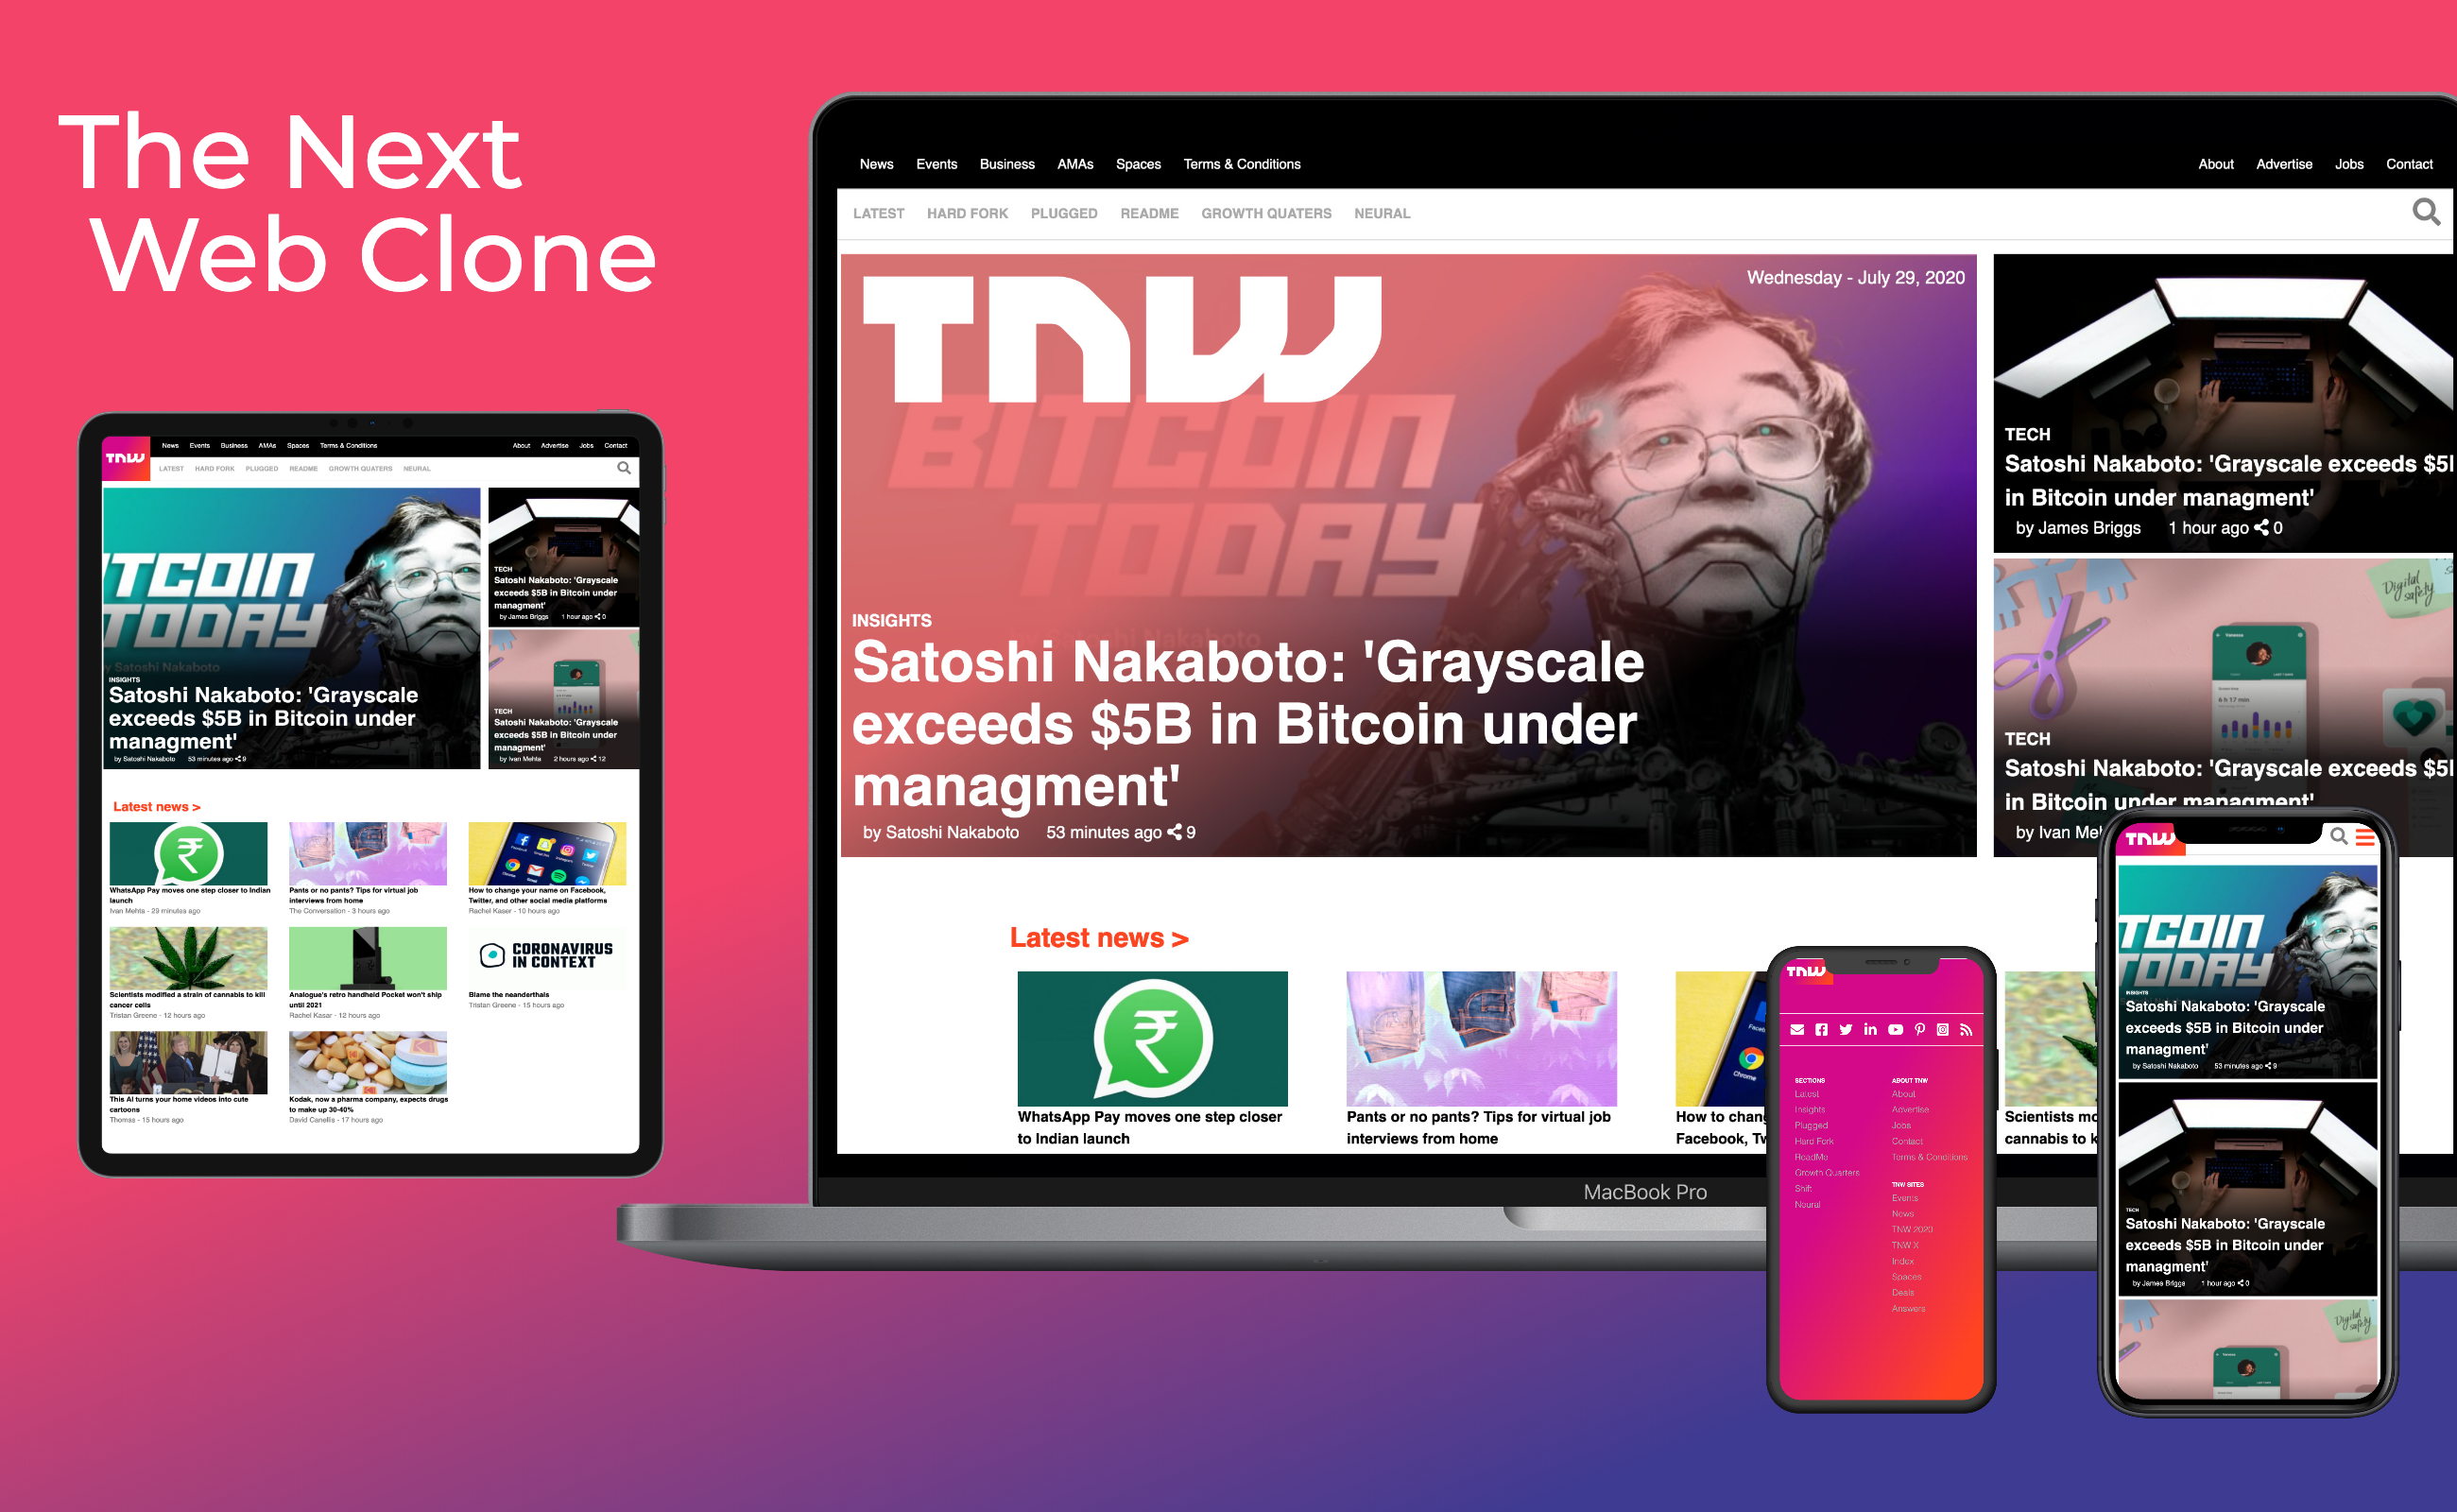 The Next
Web Clone
TNW
News Events Business AMAs Spaces Terms & Conditions
About Advertise Jobs Contact
LATEST HARD FORK PLUGGED README GROWTH QUATERS NEURAL
TCOIN
TODAY
y Satoshi Nakaboto
INSIGHTS
Satoshi Nakaboto: 'Grayscale
exceeds $5B in Bitcoin under
managment'
by Satoshi Nakaboto 53 minutes ago 9
TECH
Satoshi Nakaboto: 'Grayscale
exceeds $5B in Bitcoin under
managment'
by James Briggs 1 hour ago 0
TECH
Satoshi Nakaboto: 'Grayscale
exceeds $5B in Bitcoin under
managment'
by Ivan Mehta 2 hours ago 12
Latest news >
WhatsApp Pay moves one step closer to Indian
launch
Ivan Mehta - 29 minutes ago
Pants or no pants? Tips for virtual job
interviews from home
The Conversation - 3 hours ago
How to change your name on Facebook,
Twitter, and other social media platforms
Rachel Kaser - 10 hours ago
Scientists modified a strain of cannabis to kill
cancer cells
Tristan Greene - 12 hours ago
Analogue's retro handheld Pocket won't ship
until 2021
Rachel Kasar - 12 hours ago
CORONAVIRUS
IN CONTEXT
Blame the neanderthals
Tristan Greene - 15 hours ago
This AI turns your home videos into cute
cartoons
Thomas - 15 hours ago
Kodak, now a pharma company, expects drugs
to make up 30-40%
David Canellis - 17 hours ago
News Events Business AMAs Spaces Terms & Conditions
About Advertise Jobs Contact
LATEST HARD FORK PLUGGED README GROWTH QUATERS NEURAL
TNW
Wednesday - July 29, 2020
BITCOIN
TODAY
INSIGHTS
Satoshi Nakaboto: 'Grayscale
exceeds $5B in Bitcoin under
managment'
by Satoshi Nakaboto 53 minutes ago 9
TECH
Satoshi Nakaboto: 'Grayscale exceeds $5
in Bitcoin under managment'
by James Briggs 1 hour ago 0
Digital
safety
TECH
Satoshi Nakaboto: 'Grayscale exceeds $5
in Bitcoin under managment'
by Ivan Meh
Latest news >
WhatsApp Pay moves one step closer
to Indian launch
Pants or no pants? Tips for virtual job
interviews from home
Chrome
How to chang
Facebook, Tw
Scientists mo
cannabis to k
MacBook Pro
TNW
SECTIONS
Latest
Insights
Plugged
Hard Fork
ReadMe
Growth Quarters
Shift
Neural
ABOUT TNW
About
Advertise
Jobs
Contact
Terms & Conditions
TNW SITES
Events
News
TNW 2020
TNW X
Index
Spaces
Deals
Answers
TNW
TCOIN
TODAY
INSIGHTS
Satoshi Nakaboto: 'Grayscale
exceeds $5B in Bitcoin under
managment'
by Satoshi Nakaboto 53 minutes ago 9
TECH
Satoshi Nakaboto: 'Grayscale
exceeds $5B in Bitcoin under
managment'
by James Briggs 1 hour ago 0
Digital
safety